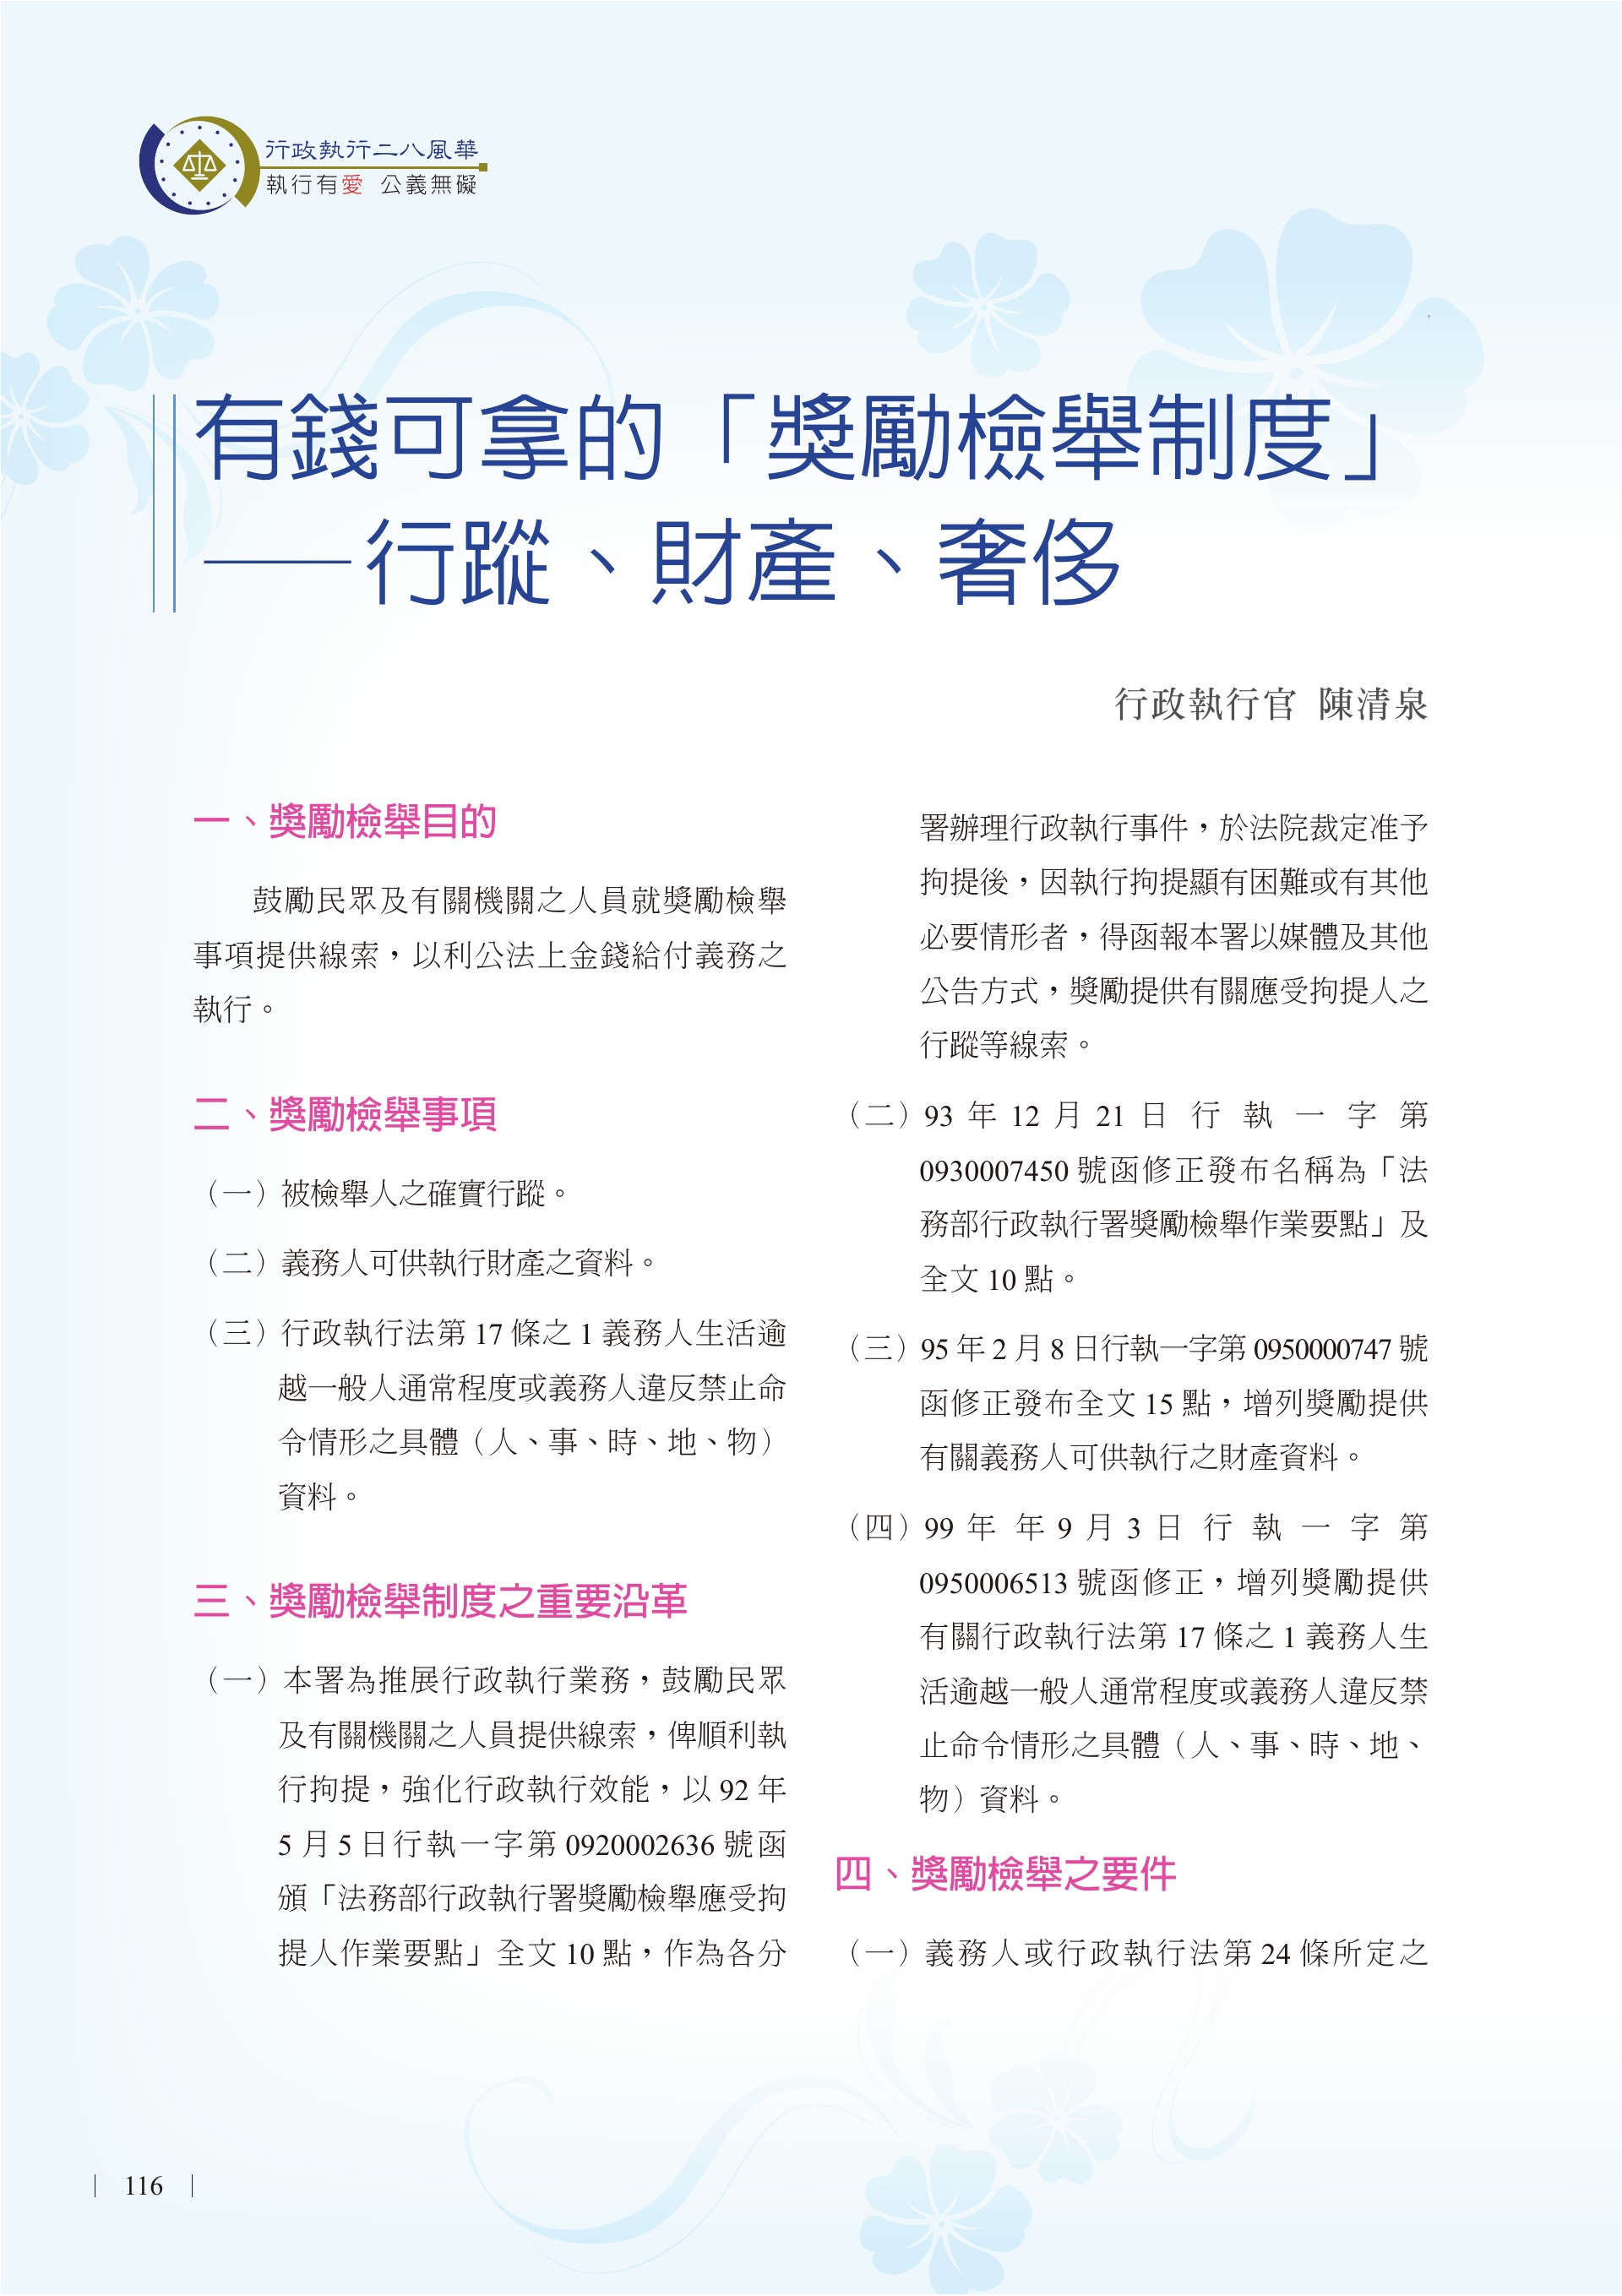 行政執行二八風華
執行有愛 公義無礙
有錢可拿的「獎勵檢舉制度」
——行蹤、財產、奢侈
行政執行官 陳清泉
一、獎勵檢舉目的
鼓勵民眾及有關機關之人員就獎勵檢舉
事項提供線索，以利公法上金錢給付義務之
執行。
二、獎勵檢舉事項
（一）被檢舉人之確實行蹤。
（二）義務人可供執行財產之資料。
（三）行政執行法第 17 條之 1 義務人生活逾
越一般人通常程度或義務人違反禁止命
令情形之具體（人、事、時、地、物）
資料。
三、獎勵檢舉制度之重要沿革
（一）本署為推展行政執行業務，鼓勵民眾
及有關機關之人員提供線索，俾順利執
行拘提，強化行政執行效能，以 92 年
5 月 5 日行執一字第 0920002636 號函
頒「法務部行政執行署獎勵檢舉應受拘
提人作業要點」全文 10 點，作為各分
署辦理行政執行事件，於法院裁定准予
拘提後，因執行拘提顯有困難或有其他
必要情形者，得函報本署以媒體及其他
公告方式，獎勵提供有關應受拘提人之
行蹤等線索。
（二）93 年 12 月 21 日 行 執 一 字 第
0930007450 號函修正發布名稱為「法
務部行政執行署獎勵檢舉作業要點」及
全文 10 點。
（三）95 年 2 月 8 日行執一字第 0950000747 號
函修正發布全文 15 點，增列獎勵提供
有關義務人可供執行之財產資料。
（四）99 年 年 9 月 3 日 行 執 一 字 第
0950006513 號函修正，增列獎勵提供
有關行政執行法第 17 條之 1 義務人生
活逾越一般人通常程度或義務人違反禁
止命令情形之具體（人、事、時、地、
物）資料。
四、獎勵檢舉之要件
（一）義務人或行政執行法第 24 條所定之
116